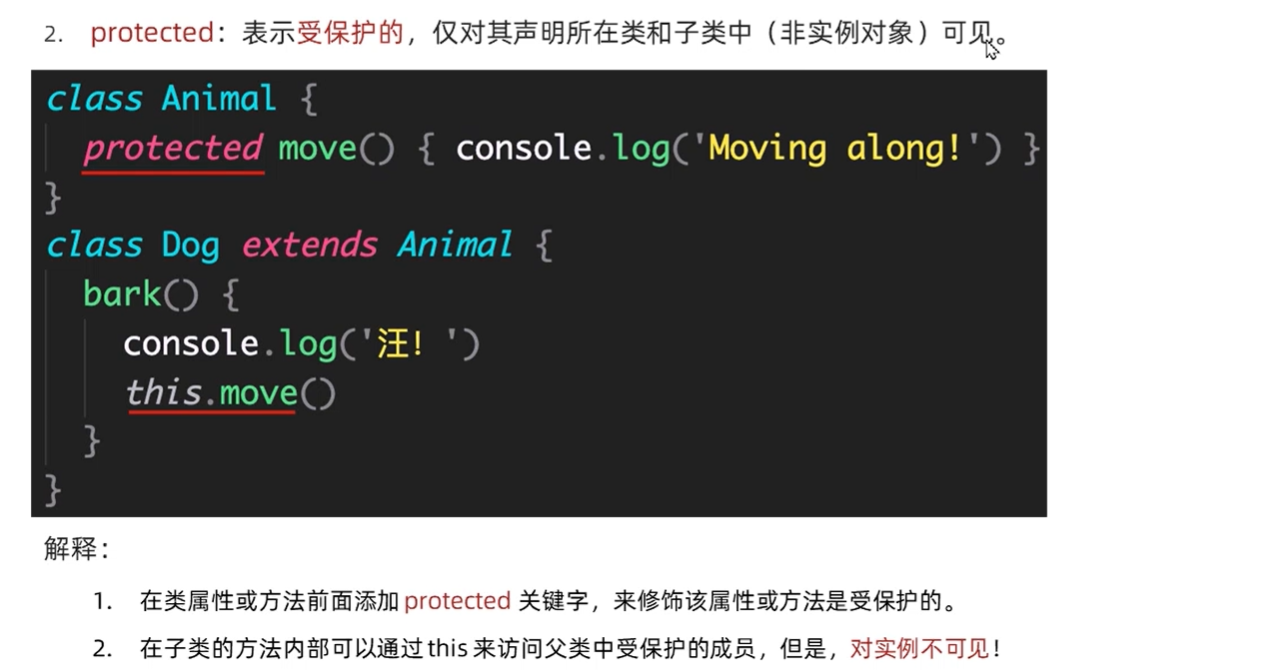 2. protected：表示受保护的，仅对其声明所在类和子类中（非实例对象）可见。
class Animal {
protected move() { console.log('Moving along!') }
}
class Dog extends Animal {
bark() {
console.log('汪！')
this.move()
}
}
解释：
1. 在类属性或方法前面添加 protected 关键字，来修饰该属性或方法是受保护的。
2. 在子类的方法内部可以通过 this 来访问父类中受保护的成员，但是，对实例不可见！